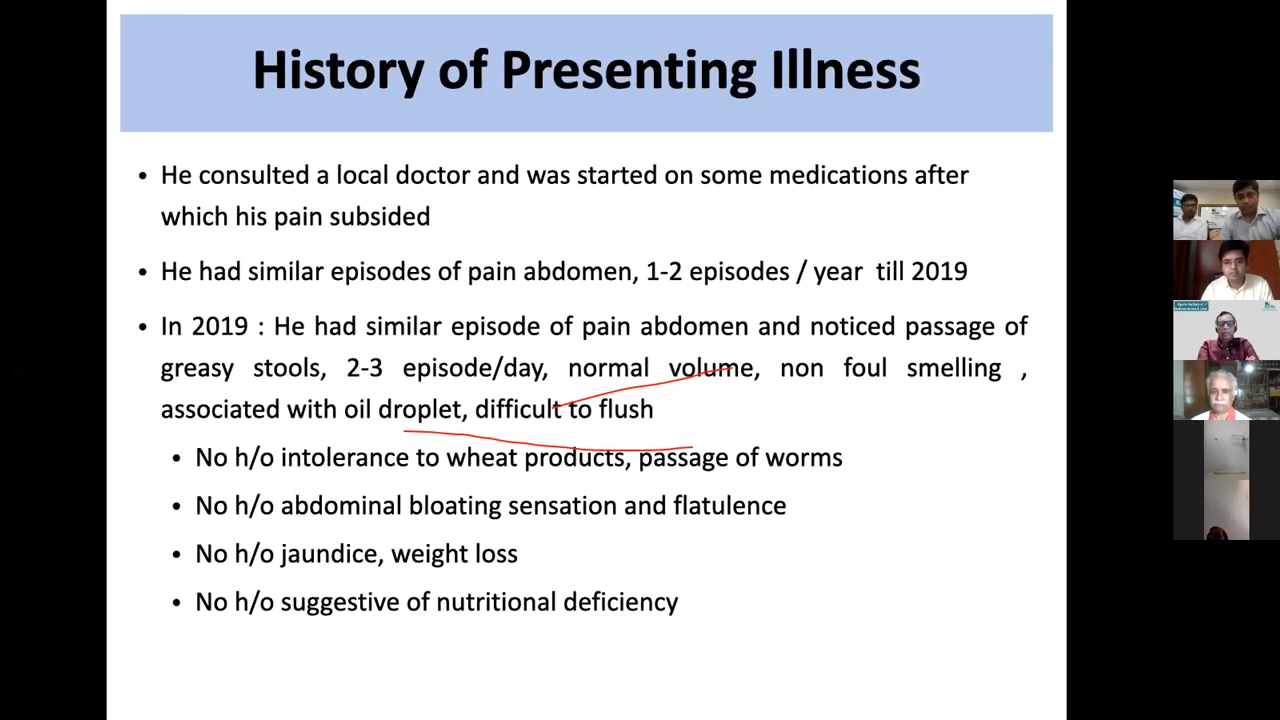 History of Presenting Illness
• He consulted a local doctor and was started on some medications after
which his pain subsided
• He had similar episodes of pain abdomen, 1-2 episodes / year till 2019
• In 2019 : He had similar episode of pain abdomen and noticed passage of
greasy stools, 2-3 episode/day, normal volume, non foul smelling ,
associated with oil droplet, difficult to flush
• No h/o intolerance to wheat products, passage of worms
• No h/o abdominal bloating sensation and flatulence
• No h/o jaundice, weight loss
• No h/o suggestive of nutritional deficiency